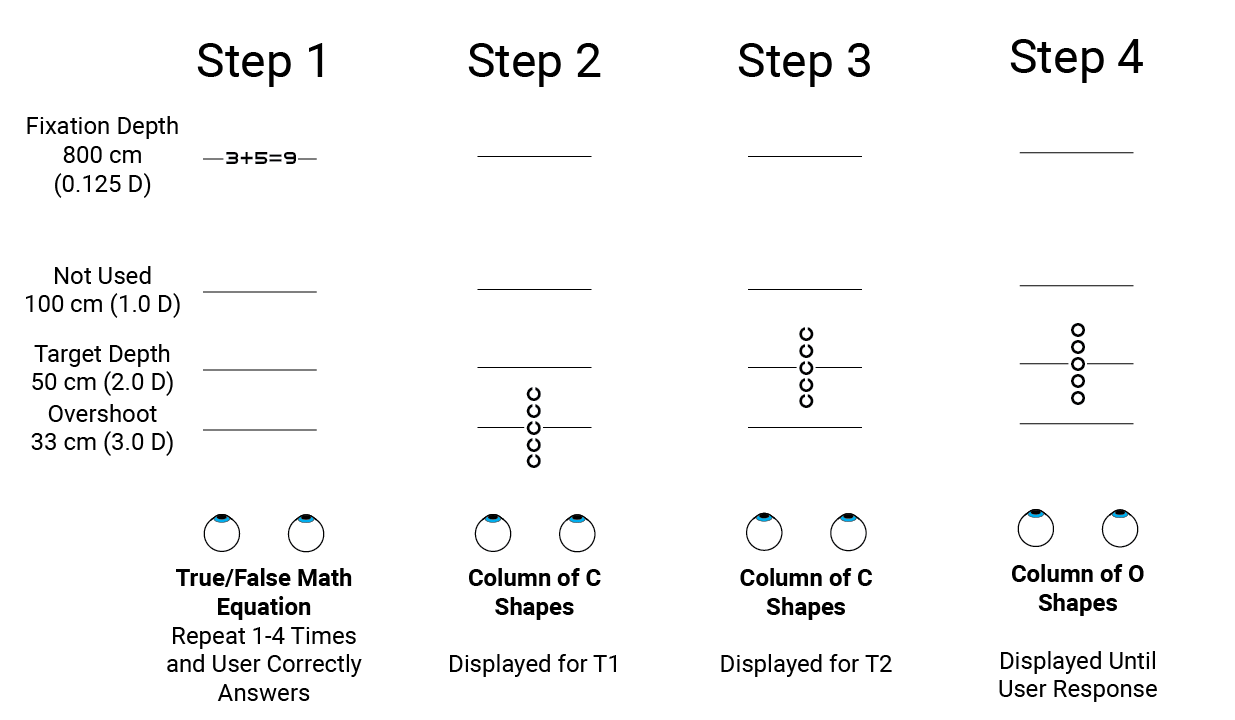 Step 1
Step 2
Step 3
Step 4
Fixation Depth
800 cm
(0.125 D)
3+5=9
Not Used
100 cm (1.0 D)
Target Depth
50 cm (2.0 D)
Overshoot
33 cm (3.0 D)
C
C
C
C
C
C
C
C
C
C
O
O
O
O
O
True/False Math
Equation
Repeat 1-4 Times
and User Correctly
Answers
Column of C
Shapes
Displayed for T1
Column of C
Shapes
Displayed for T2
Column of O
Shapes
Displayed Until
User Response